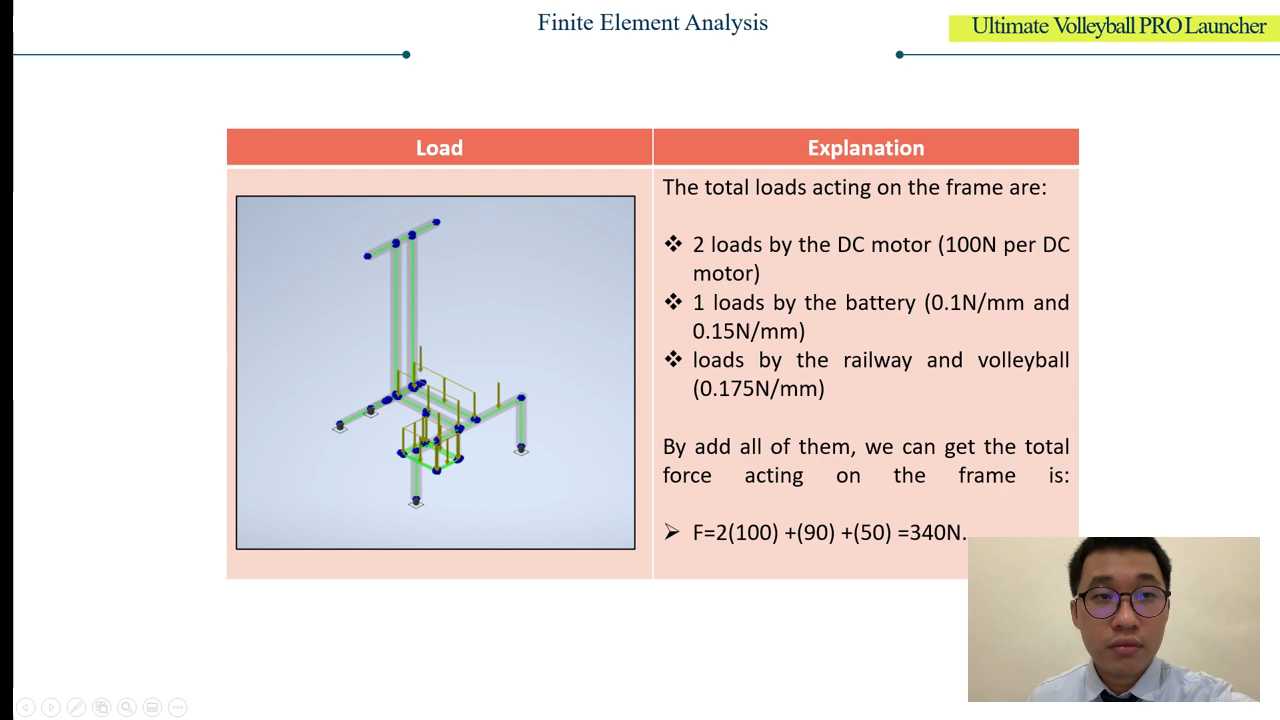 Finite Element Analysis
Ultimate Volleyball PRO Launcher
Load
Explanation
The total loads acting on the frame are:
❖ 2 loads by the DC motor (100N per DC
motor)
❖ 1 loads by the battery (0.1N/mm and
0.15N/mm)
❖ loads by the railway and volleyball
(0.175N/mm)
By add all of them, we can get the total
force acting on the frame is:
➢ F=2(100) +(90) +(50) =340N.